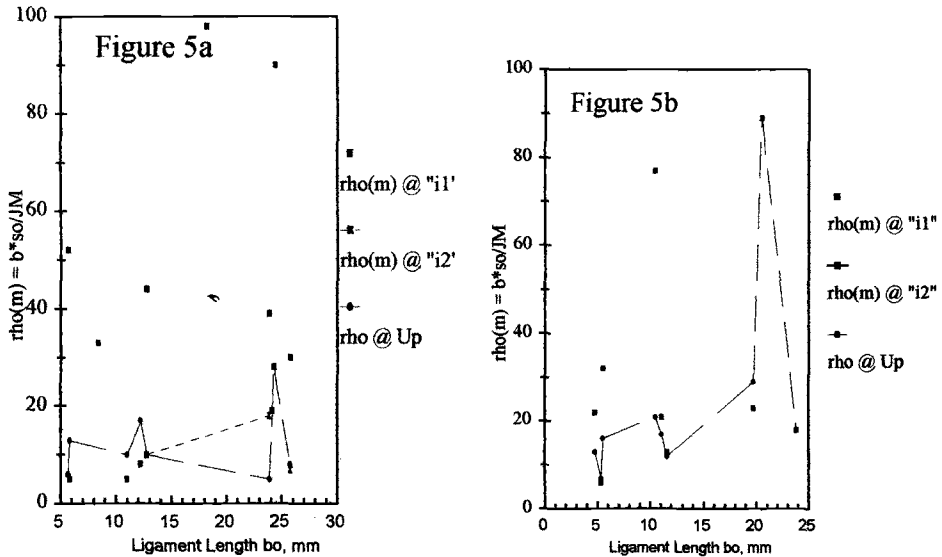 Figure 5a
100
80
60
40
20
0
rho(m) = b*so/JM
5 10 15 20 25 30
Ligament Length bo, mm
rho(m) @ "i1'
rho(m) @ "i2'
rho @ Up
Figure 5b
100
80
60
40
20
0
rho(m) = b*so/JM
0 5 10 15 20 25
Ligament Length bo, mm
rho(m) @ "i1"
rho(m) @ "i2"
rho @ Up